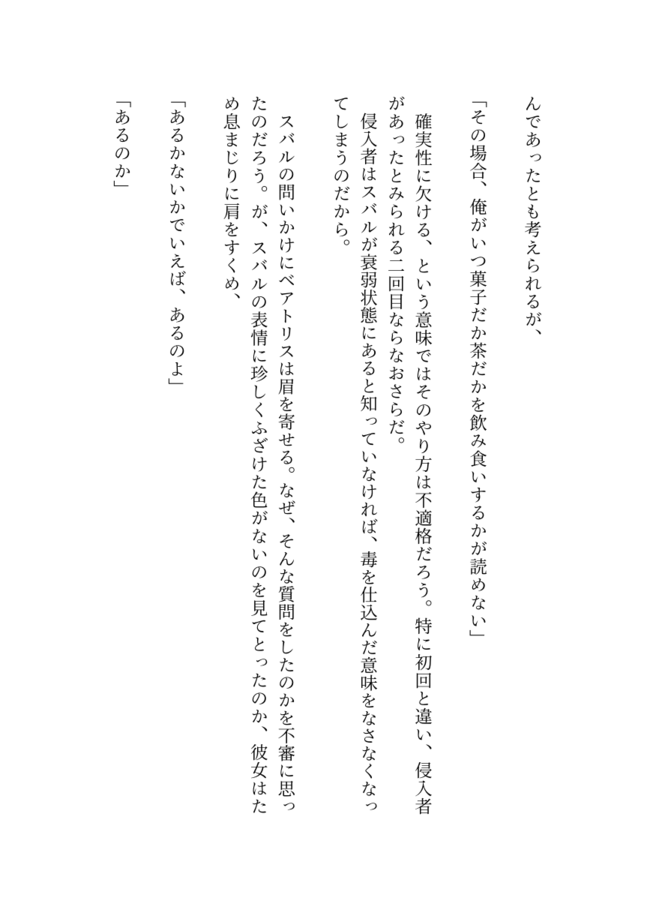 んであったとも考えられるが、
「その場合、俺がいつ菓子だか茶だかを飲み食いするかが読めない」
確実性に欠ける、という意味ではそのやり方は不適格だろう。特に初回と違い、侵入者
があったとみられる二回目ならなおさらだ。
侵入者はスバルが衰弱状態にあると知っていなければ、毒を仕込んだ意味をなさなくなっ
てしまうのだから。
スバルの問いかけにベアトリスは眉を寄せる。なぜ、そんな質問をしたのかを不審に思っ
たのだろう。が、スバルの表情に珍しくふざけた色がないのを見てとったのか、彼女はた
め息まじりに肩をすくめ、
「あるかないかでいえば、あるのよ」
「あるのか」